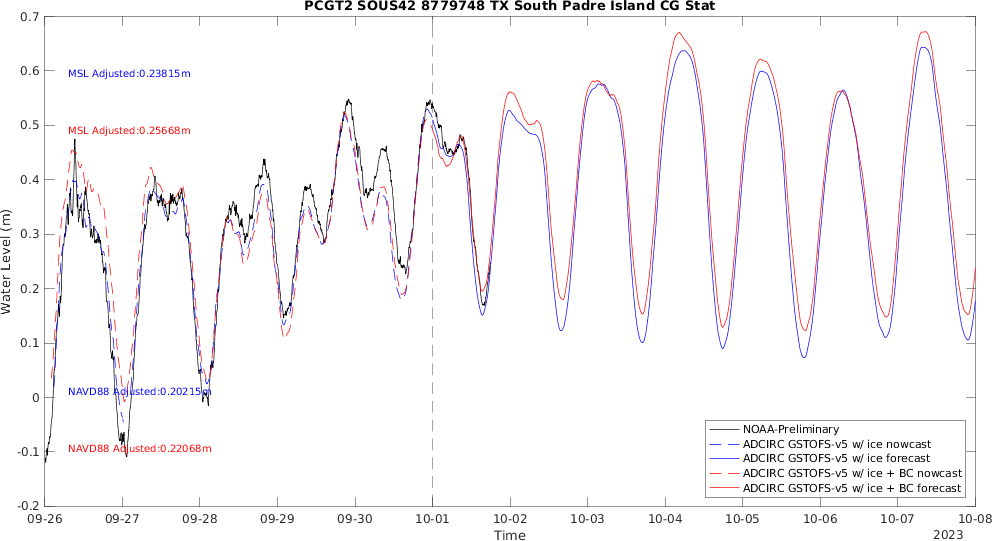 PCGT2 SOUS42 8779748 TX South Padre Island CG Stat
0.7
0.6
0.5
0.4
0.3
0.2
0.1
0
-0.1
-0.2
Water Level (m)
MSL Adjusted:0.23815m
MSL Adjusted:0.25668m
NAVD88 Adjusted:0.20215m
NAVD88 Adjusted:0.22068m
NOAA-Preliminary
ADCIRC GSTOFS-v5 w/ ice nowcast
ADCIRC GSTOFS-v5 w/ ice forecast
ADCIRC GSTOFS-v5 w/ ice + BC nowcast
ADCIRC GSTOFS-v5 w/ ice + BC forecast
09-26 09-27 09-28 09-29 09-30 10-01 10-02 10-03 10-04 10-05 10-06 10-07 10-08
Time
2023